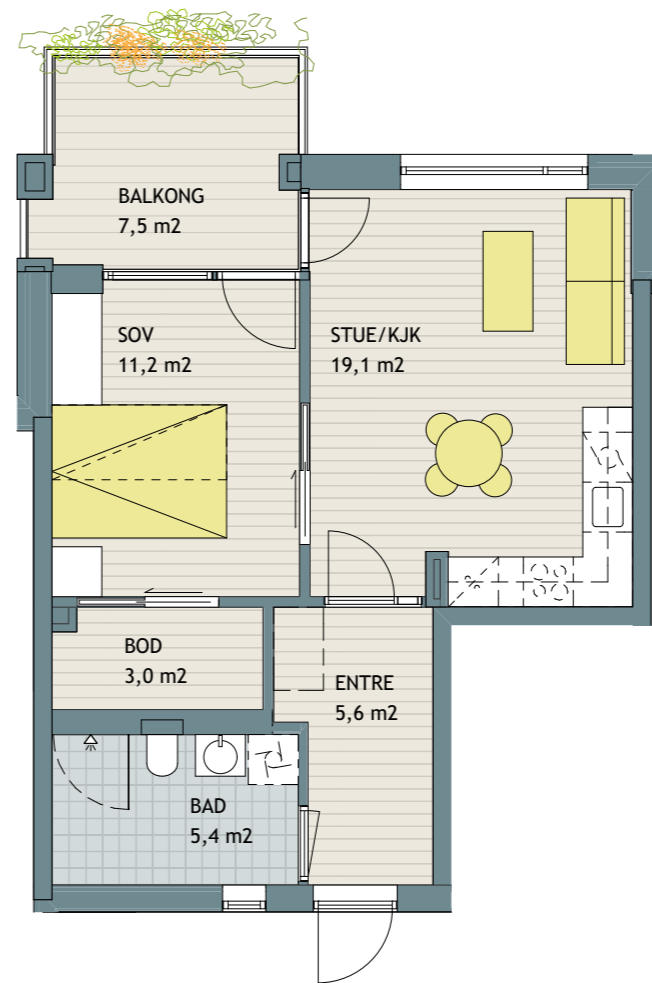 BALKONG
7,5 m2
SOV
11,2 m2
STUE/KJK
19,1 m2
BOD
3,0 m2
ENTRE
5,6 m2
BAD
5,4 m2